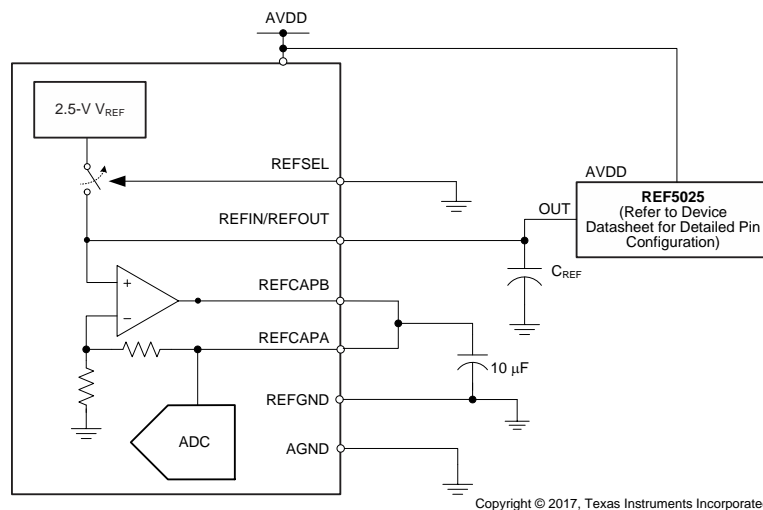 AVDD
2.5-V VREF
REFSEL
AVDD
REF5025
(Refer to Device
Datasheet for Detailed Pin
Configuration)
OUT
REFIN/REFOUT
CREF
+
−
REFCAPB
REFCAPA
10 μF
REFGND
ADC
AGND
Copyright © 2017, Texas Instruments Incorporate